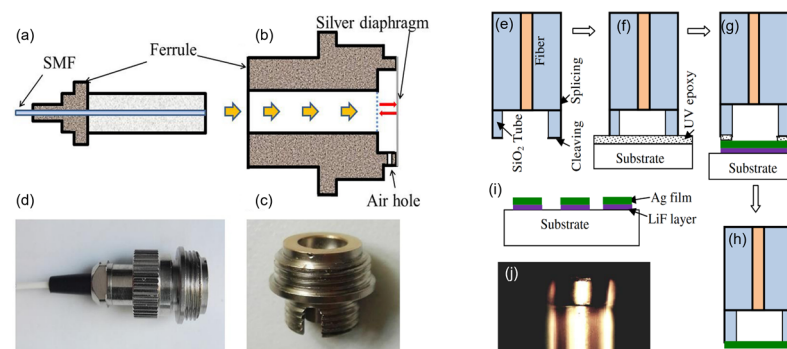 (a)
SMF
Ferrule
(b)
Silver diaphragm
Air hole
(d)
(c)
(e)
Fiber
Splicing
SiO₂ Tube
Cleaving
(f)
UV epoxy
Substrate
(g)
Substrate
(i)
Ag film
LiF layer
Substrate
(h)
(j)